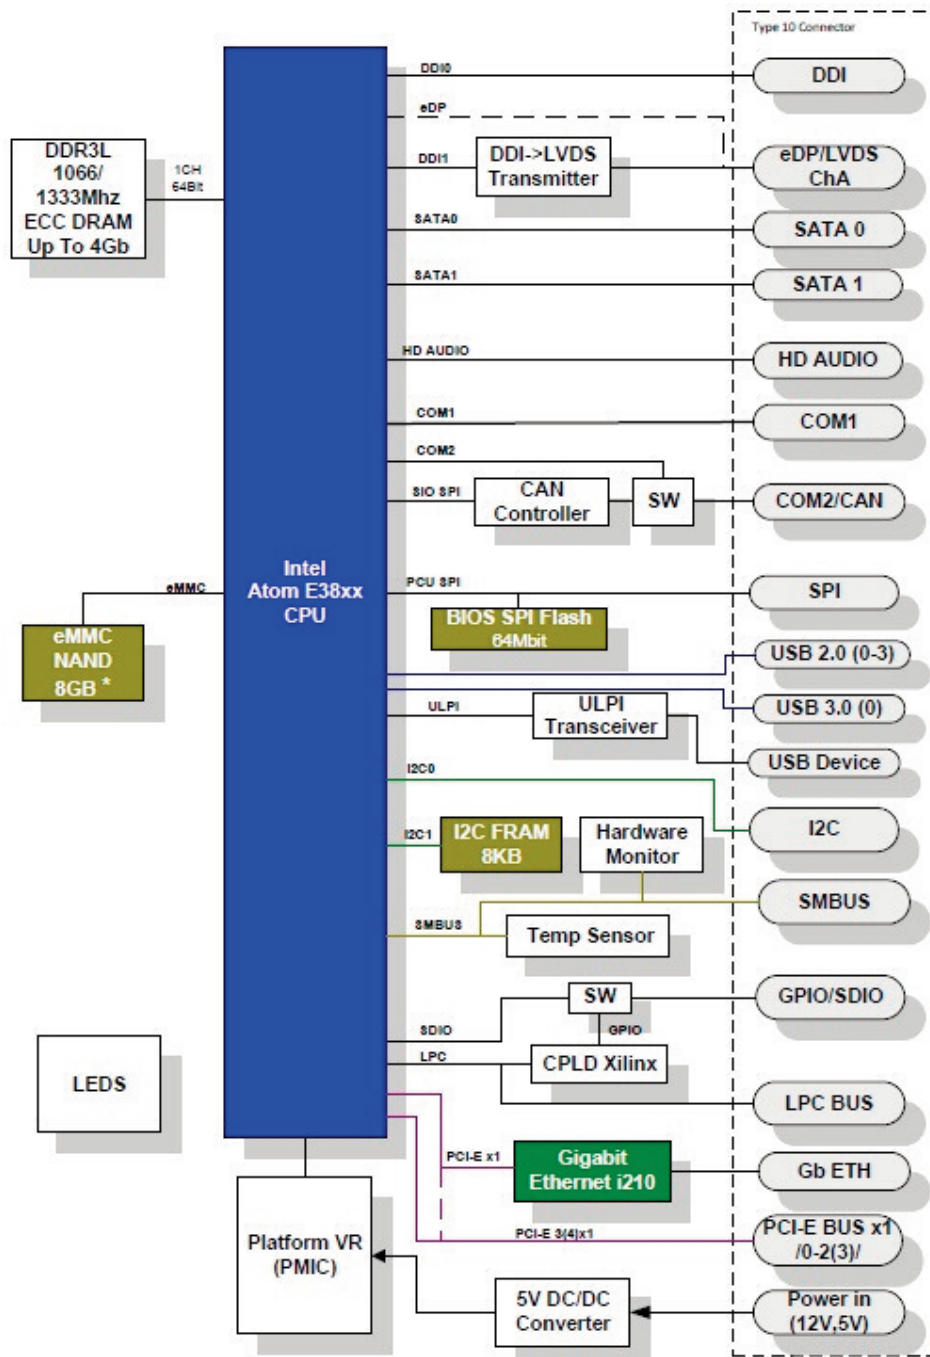 Type 10 Connector
DDI0
DDI
eDP
DDR3L
1066/
1333Mhz
ECC DRAM
Up To 4Gb
1CH
64Bit
DDI1
DDI->LVDS
Transmitter
eDP/LVDS
ChA
SATA0
SATA 0
SATA1
SATA 1
HD AUDIO
HD AUDIO
COM1
COM1
COM2
SIO SPI
CAN
Controller
SW
COM2/CAN
Intel
Atom E38xx
CPU
eMMC
eMMC
NAND
8GB *
PCU SPI
SPI
BIOS SPI Flash
64Mbit
USB 2.0 (0-3)
USB 3.0 (0)
ULPI
ULPI
Transceiver
USB Device
I2C0
I2C
I2C1
I2C FRAM
8KB
Hardware
Monitor
SMBUS
SMBUS
Temp Sensor
SW
GPIO/SDIO
SDIO
GPIO
LPC
CPLD Xilinx
LEDS
LPC BUS
PCI-E x1
Gigabit
Ethernet i210
Gb ETH
PCI-E 3(4)x1
PCI-E BUS x1
/0-2(3)/
Platform VR
(PMIC)
5V DC/DC
Converter
Power in
(12V,5V)